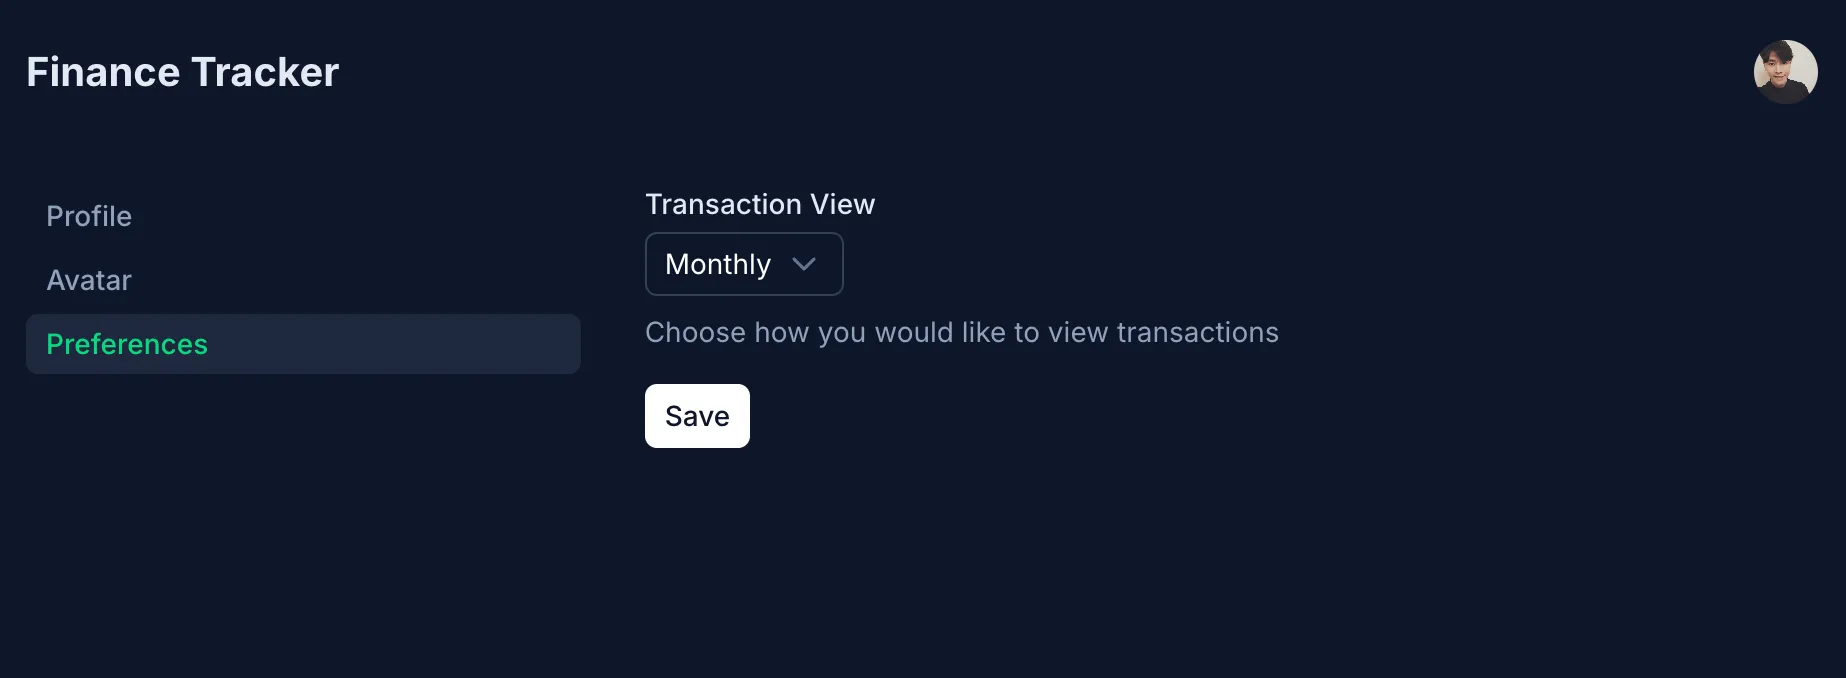 Finance Tracker
Profile
Avatar
Preferences
Transaction View
Monthly
Choose how you would like to view transactions
Save